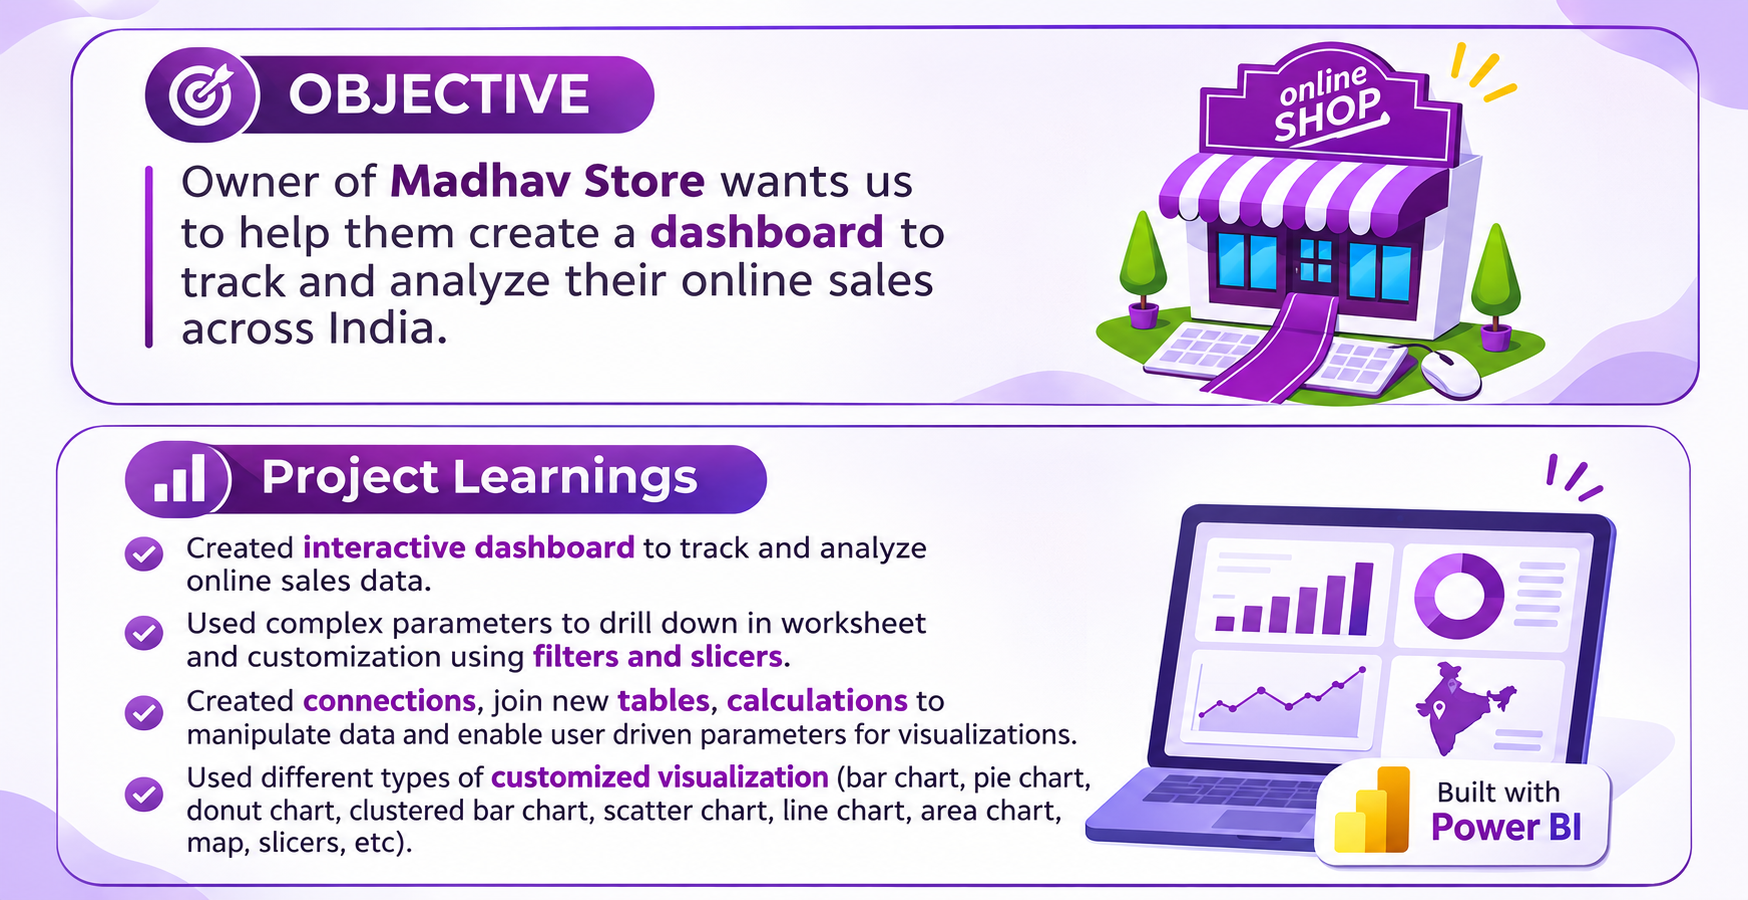 OBJECTIVE
Owner of Madhav Store wants us
to help them create a dashboard to
track and analyze their online sales
across India.
online
SHOP
Project Learnings
Created interactive dashboard to track and analyze
online sales data.
Used complex parameters to drill down in worksheet
and customization using filters and slicers.
Created connections, join new tables, calculations to
manipulate data and enable user driven parameters for visualizations.
Used different types of customized visualization (bar chart, pie chart,
donut chart, clustered bar chart, scatter chart, line chart, area chart,
map, slicers, etc).
Built with
Power BI